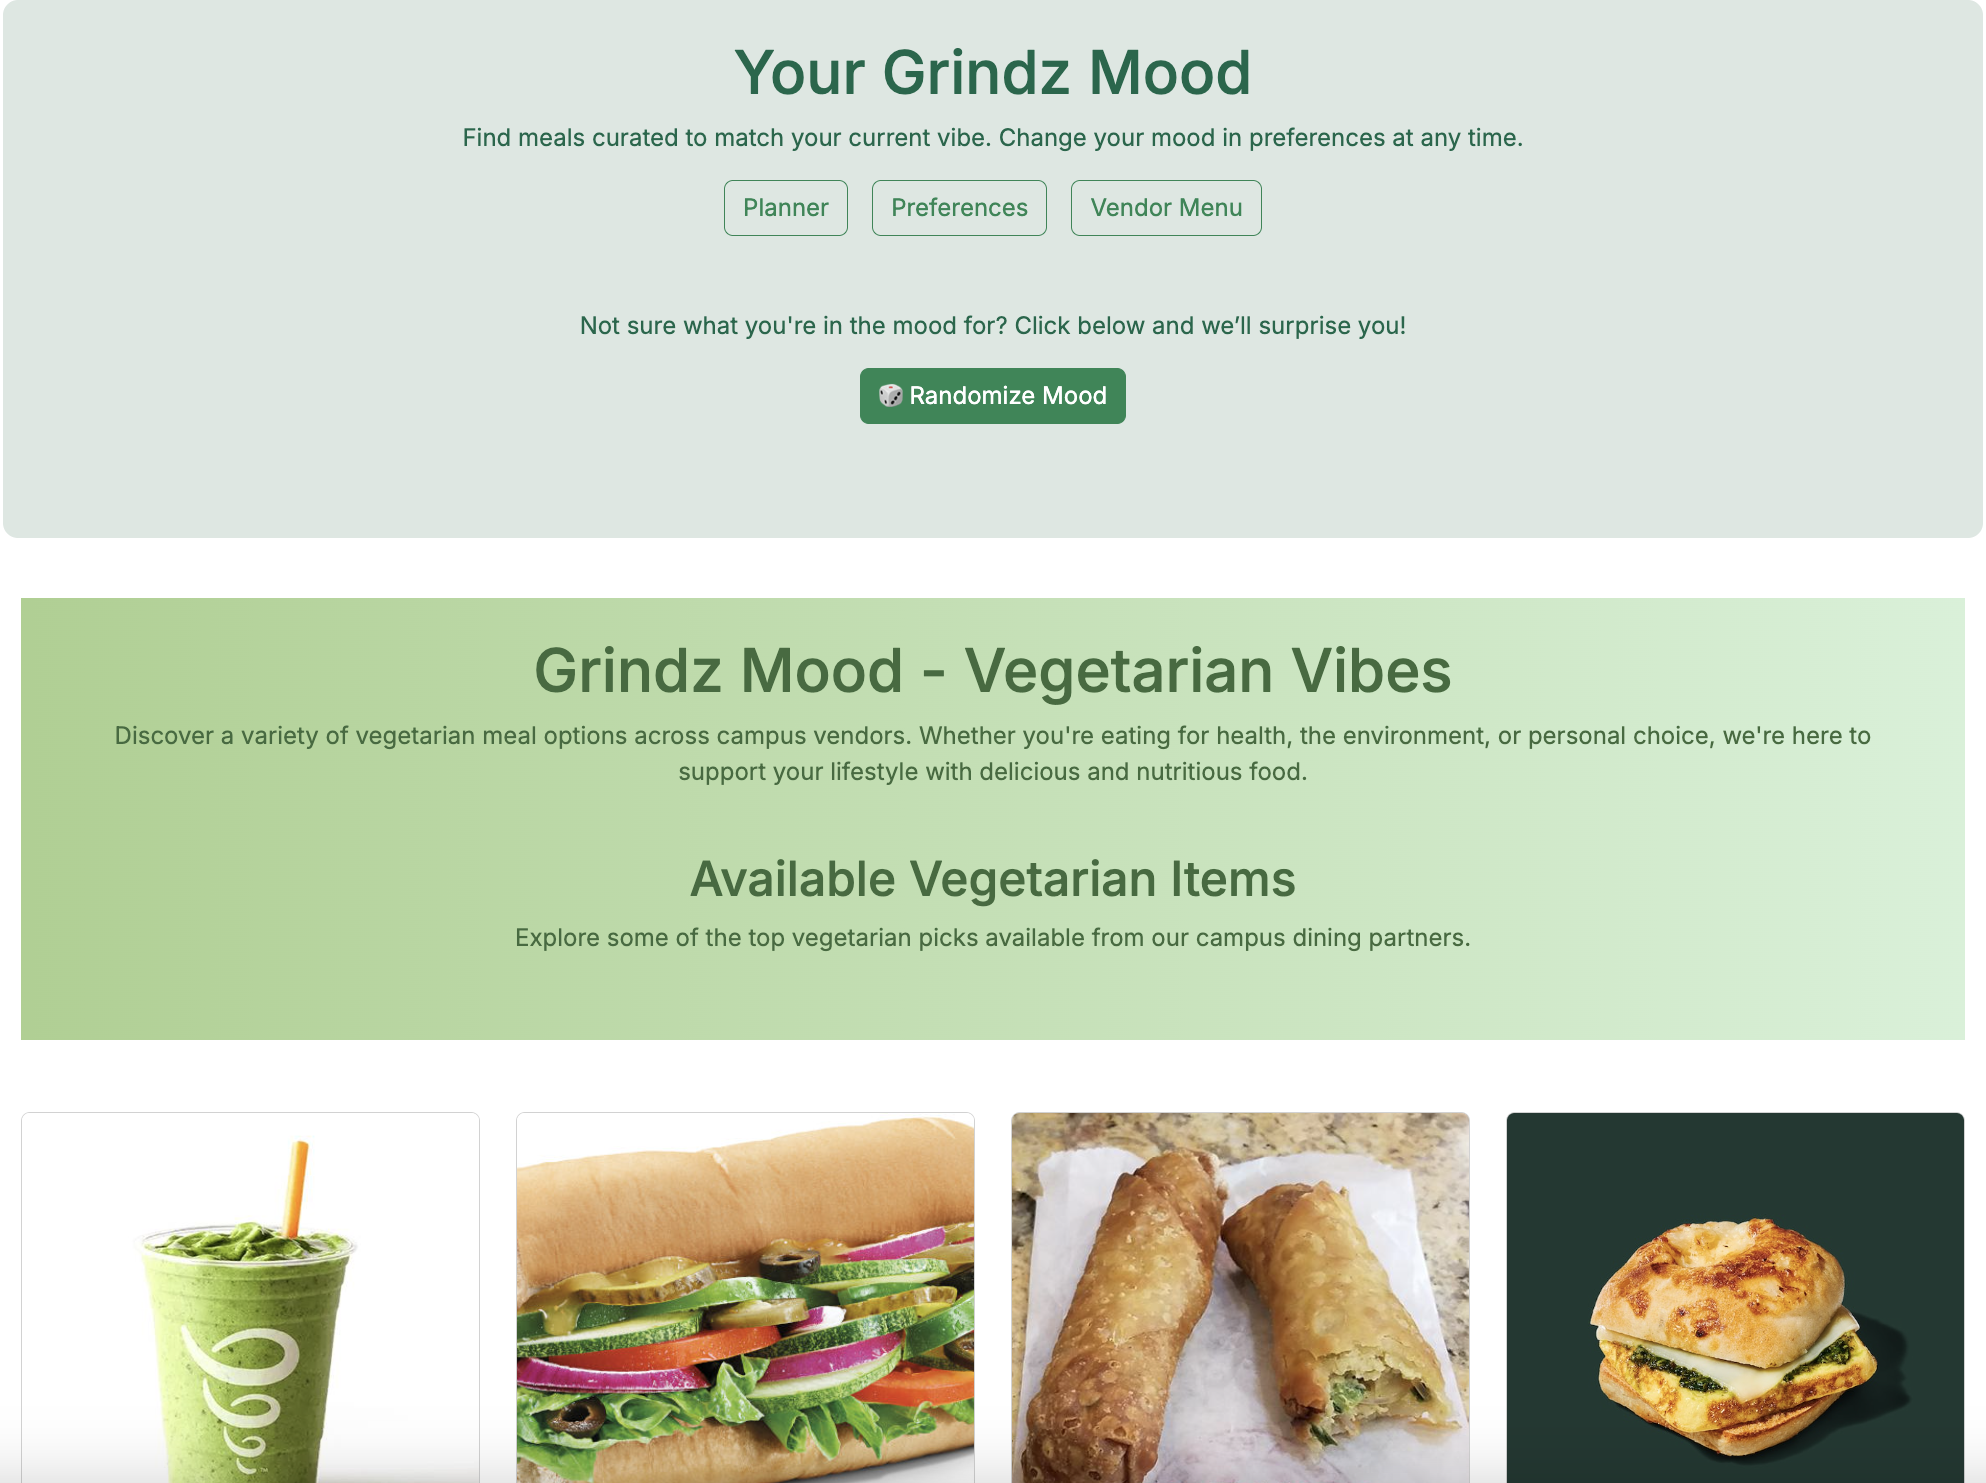 Your Grindz Mood
Find meals curated to match your current vibe. Change your mood in preferences at any time.
Planner
Preferences
Vendor Menu
Not sure what you're in the mood for? Click below and we’ll surprise you!
🎲 Randomize Mood
Grindz Mood - Vegetarian Vibes
Discover a variety of vegetarian meal options across campus vendors. Whether you're eating for health, the environment, or personal choice, we're here to
support your lifestyle with delicious and nutritious food.
Available Vegetarian Items
Explore some of the top vegetarian picks available from our campus dining partners.